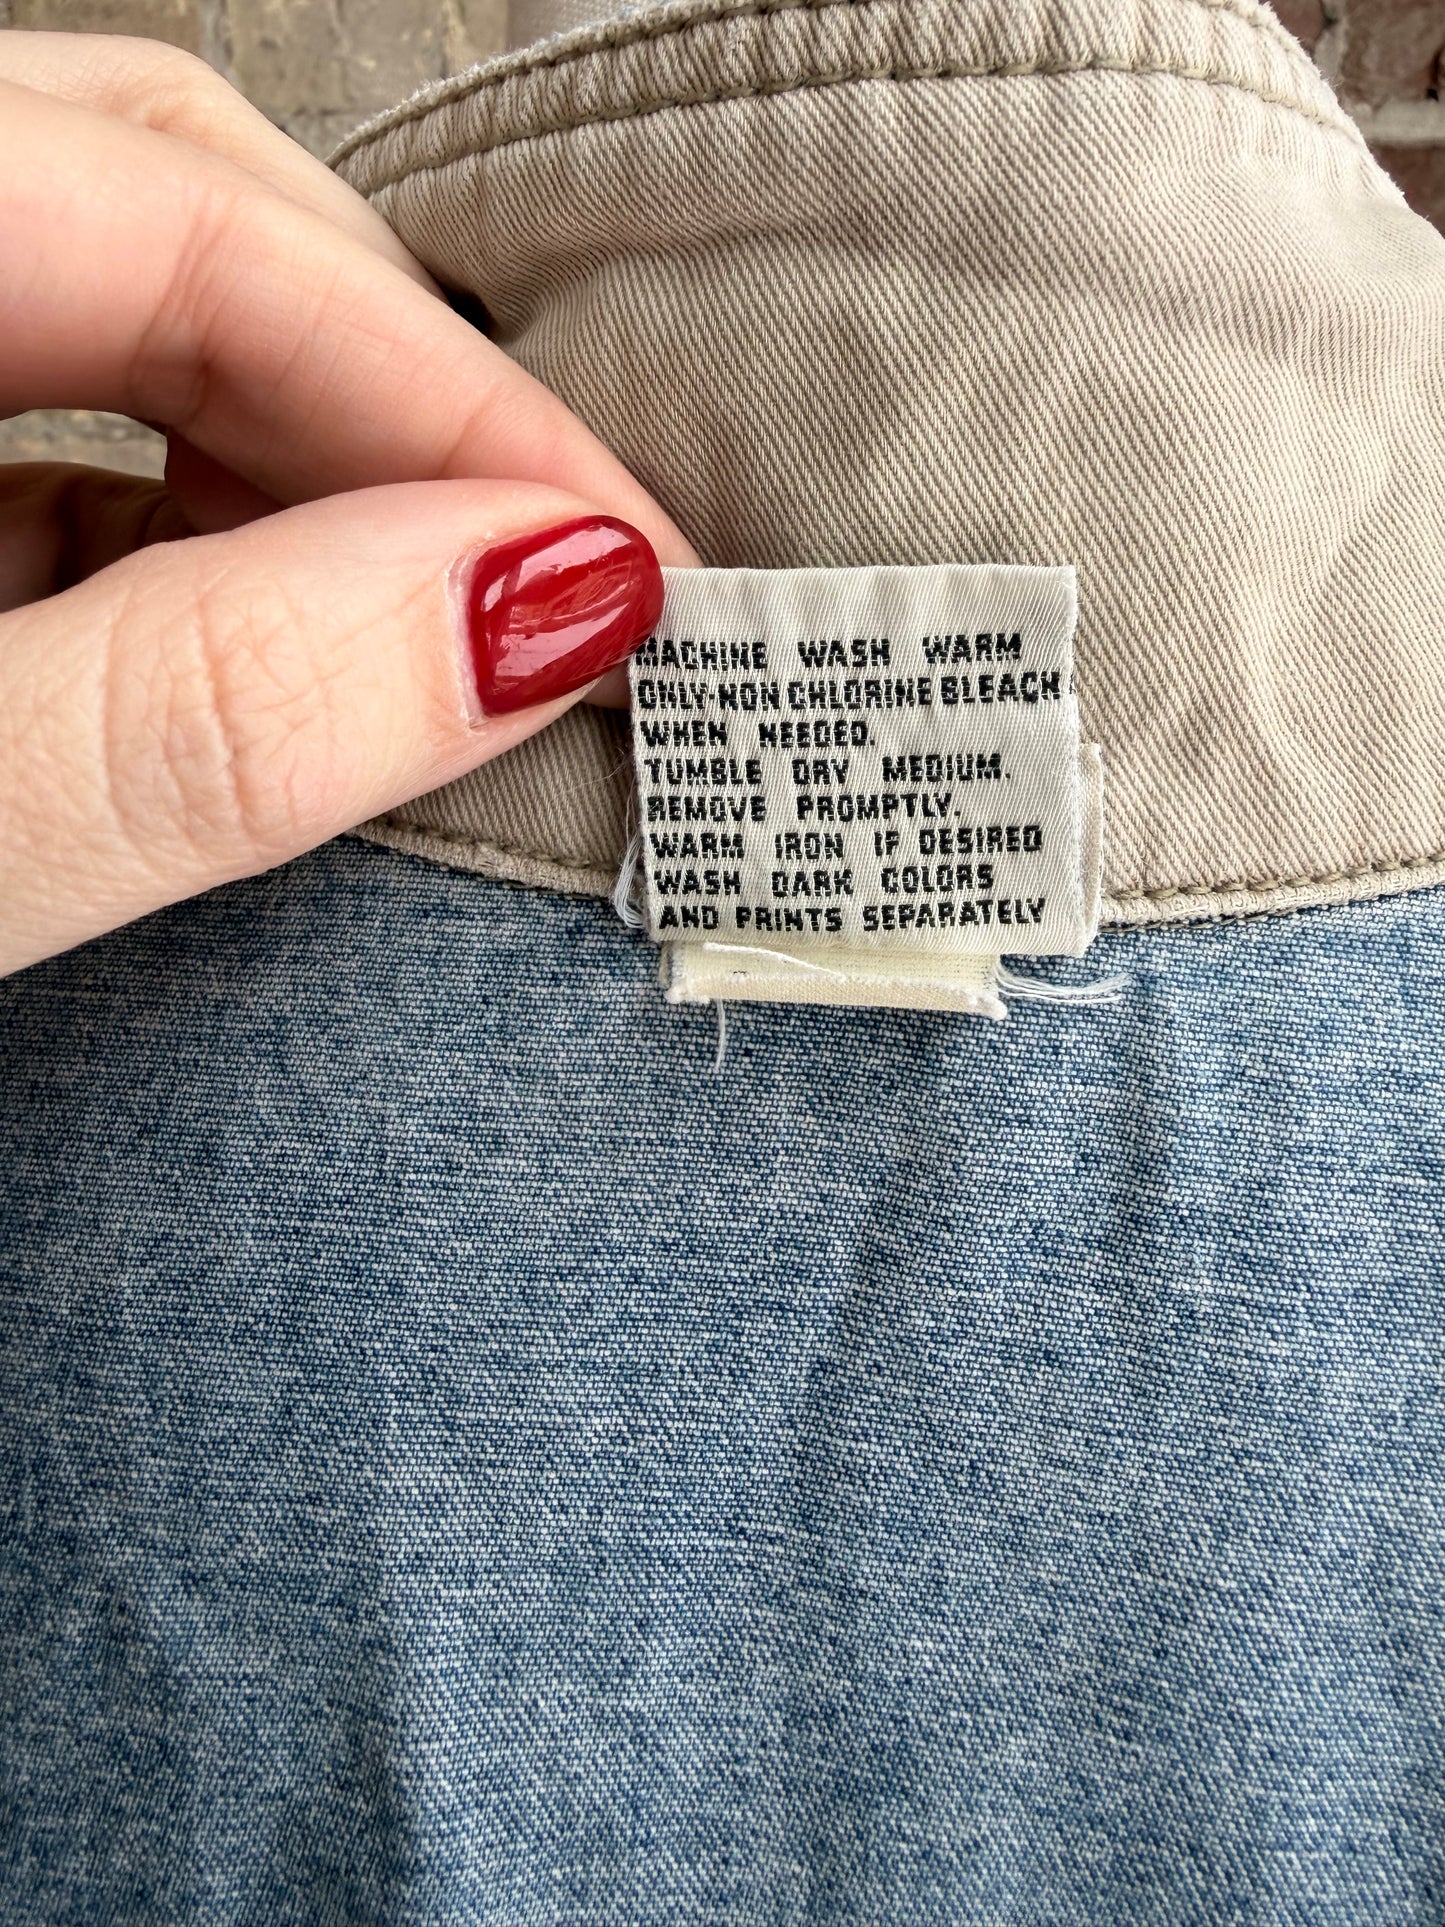 MACHINE WASH WARM
ONLY-NON CHLORINE BLEACH
WHEN NEEDED.
TUMBLE DRY MEDIUM.
REMOVE PROMPTLY.
WARM IRON IF DESIRED
WASH DARK COLORS
AND PRINTS SEPARATELY